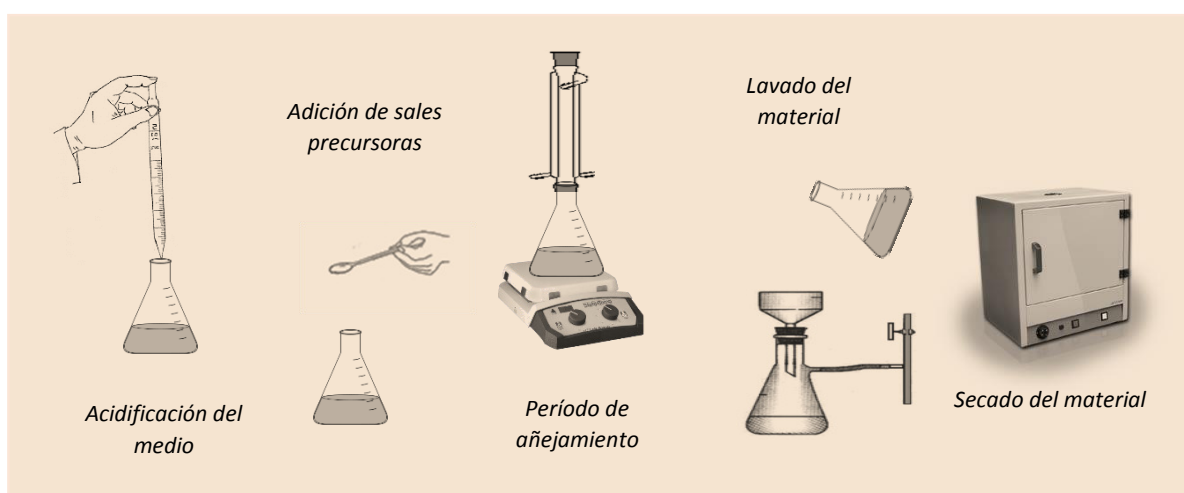 Acidificación del
medio
Adición de sales
precursoras
Período de
añejamiento
Lavado del
material
Secado del material